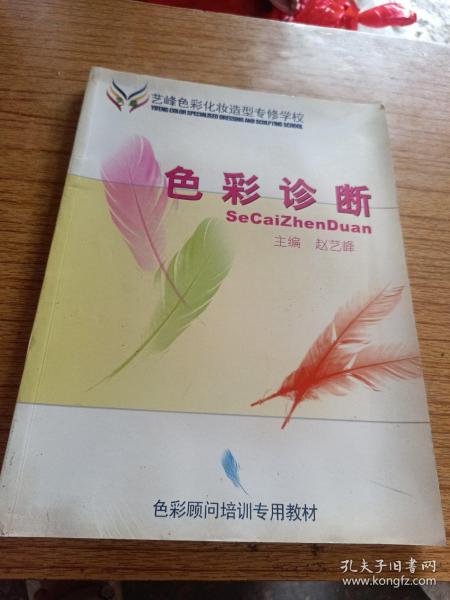 艺峰色彩化妆造型专修学校
YIFENG COLOR SPECIALIZED DRESSING AND SCULPTING SCHOOL
色彩诊断
SeCaiZhenDuan
主编 赵艺峰
色彩顾问培训专用教材
孔夫子旧书网
www.kongfz.com